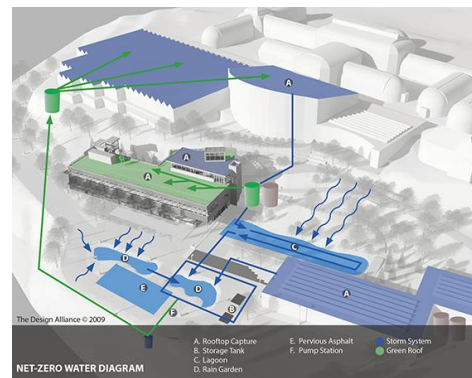 A
A
A
C
D
D
E
B
A
F
The Design Alliance © 2009
A. Rooftop Capture
B. Storage Tank
C. Lagoon
D. Rain Garden
E. Pervious Asphalt
F. Pump Station
Storm System
Green Roof
NET-ZERO WATER DIAGRAM